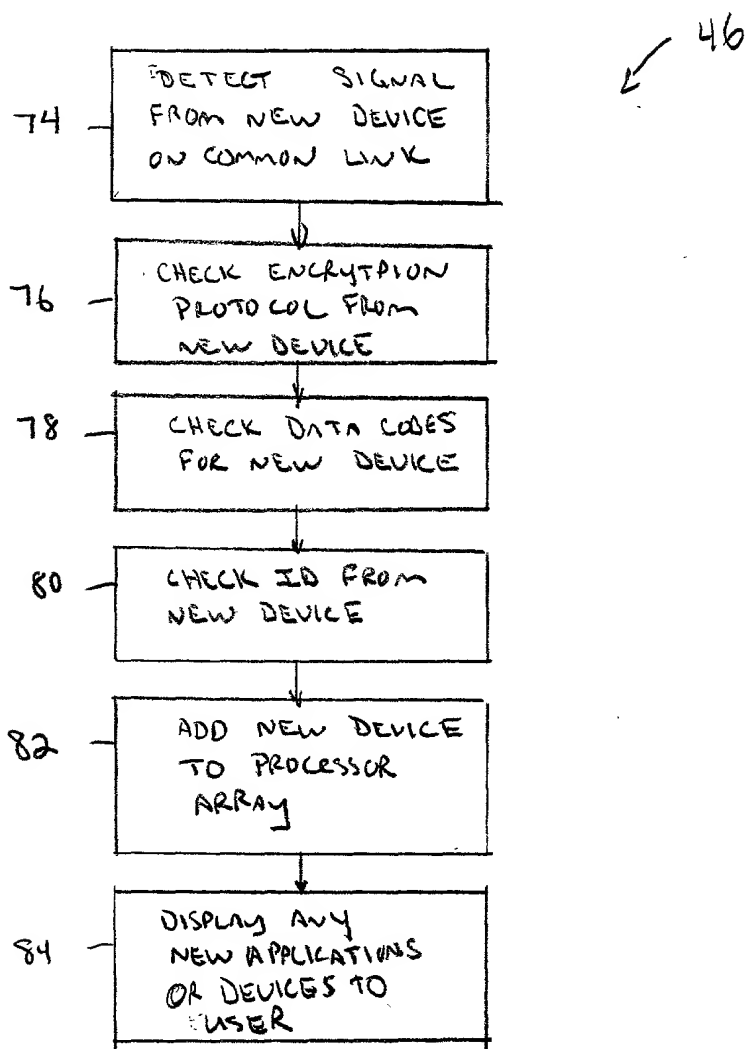 46
74
DETECT SIGNAL
FROM NEW DEVICE
ON COMMON LINK
76
CHECK ENCRYTPION
PROTOCOL FROM
NEW DEVICE
78
CHECK DATA CODES
FOR NEW DEVICE
80
CHECK ID FROM
NEW DEVICE
82
ADD NEW DEVICE
TO PROCESSOR
ARRAY
84
DISPLAY ANY
NEW APPLICATIONS
OR DEVICES TO
USER